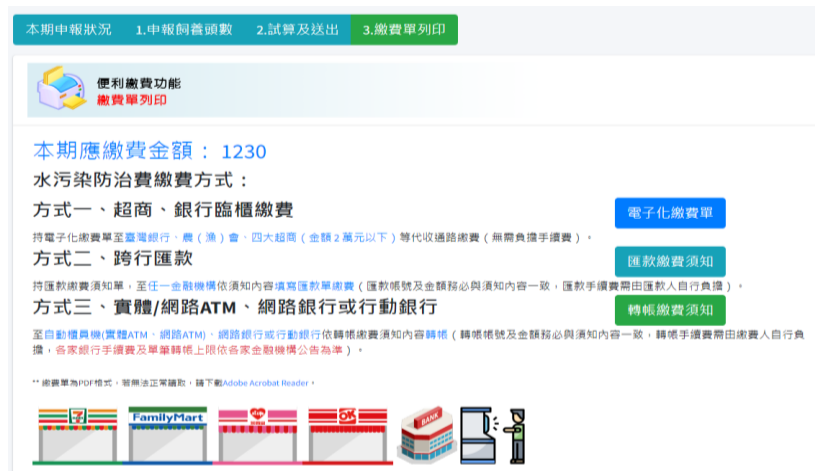 本期申報狀況 1.申報飼養頭數 2.試算及送出 3.繳費單列印
便利繳費功能
繳費單列印
本期應繳費金額： 1230
水污染防治費繳費方式：
方式一、超商、銀行臨櫃繳費
電子化繳費單
持電子化繳費單至臺灣銀行、農（漁）會、四大超商（金額2萬元以下）等代收通路繳費（無需負擔手續費）。
方式二、跨行匯款
匯款繳費須知
持匯款繳費須知單，至任一金融機構依須知內容填寫匯款單繳費（匯款帳號及金額務必與須知內容一致，匯款手續費需由匯款人自行負擔）。
方式三、實體/網路ATM、網路銀行或行動銀行
轉帳繳費須知
至自動櫃員機(實體ATM、網路ATM)、網路銀行或行動銀行依轉帳繳費須知內容轉帳（轉帳帳號及金額務必與須知內容一致，轉帳手續費需由繳費人自行負
擔，各家銀行手續費及單筆轉帳上限依各家金融機構公告為準）。
** 繳費單為PDF格式，若無法正常讀取，請下載Adobe Acrobat Reader。
7 FamilyMart OK BANK